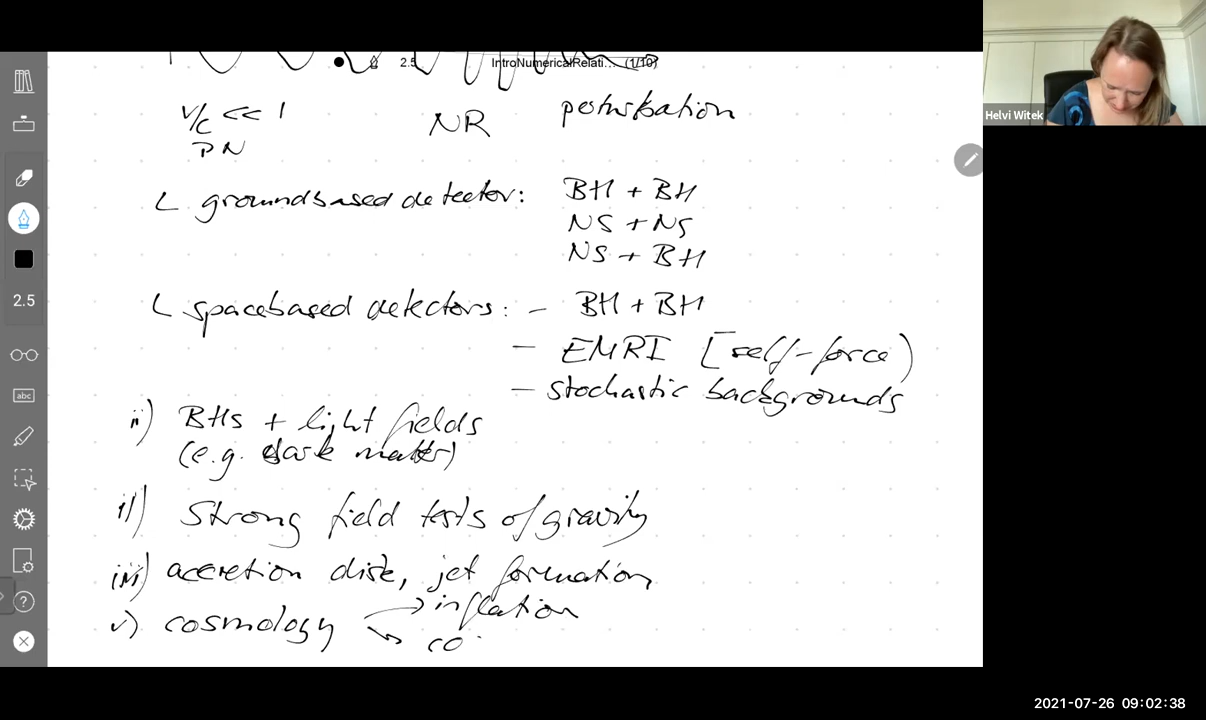 2.5 IntroNumericalRelati... (1/10)
v/c << 1 NR perturbation
PN
L groundbased detector: BH + BH
NS + NS
NS + BH
L spacebased detectors: - BH + BH
- EMRI [self-force)
- stochastic backgrounds
ii) BHs + light fields
(e.g. dark matter)
ii) Strong field tests of gravity
iii) accretion disk, jet formation
v) cosmology → inflation
→ co
Helvi Witek
2.5
abc
?
2021-07-26 09:02:38